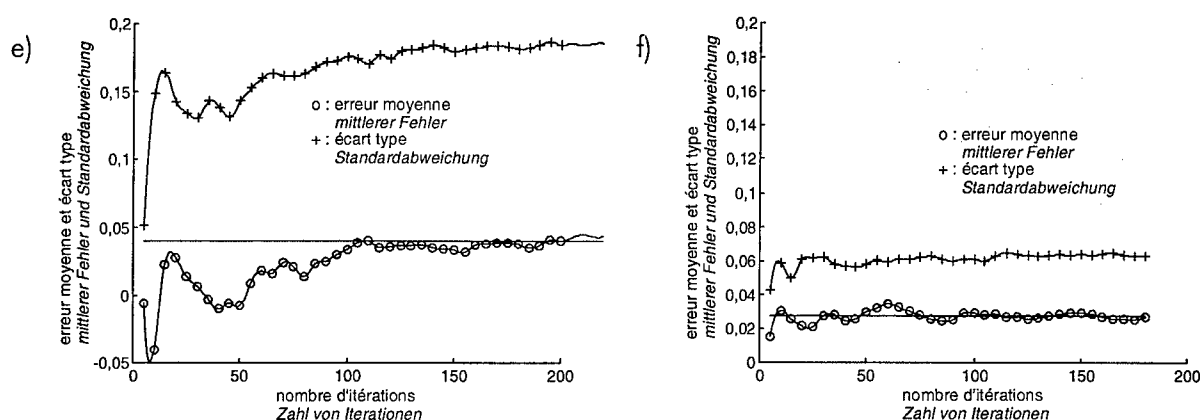 e)
erreur moyenne et écart type
mittlerer Fehler und Standardabweichung
0,2
0,15
0,1
0,05
0
-0,05
o : erreur moyenne
mittlerer Fehler
+ : écart type
Standardabweichung
0
50
100
150
200
nombre d'itérations
Zahl von Iterationen
f)
erreur moyenne et écart type
mittlerer Fehler und Standardabweichung
0,2
0,18
0,16
0,14
0,12
0,1
0,08
0,06
0,04
0,02
0
o : erreur moyenne
mittlerer Fehler
+ : écart type
Standardabweichung
0
50
100
150
200
nombre d'itérations
Zahl von Iterationen